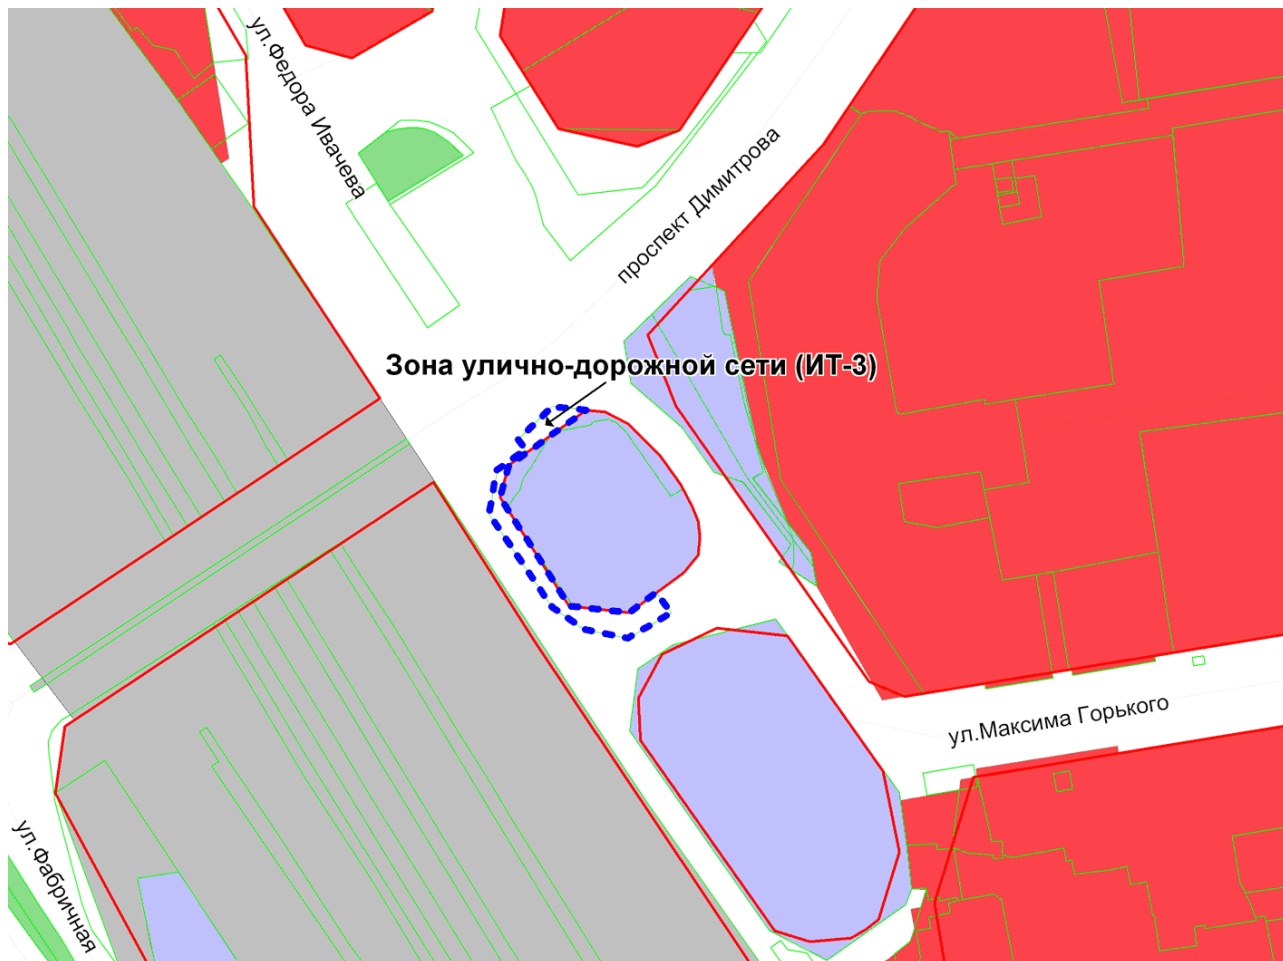 ул.Федора Ивачева
проспект Димитрова
Зона улично-дорожной сети (ИТ-3)
ул.Максима Горького
ул.Фабричная